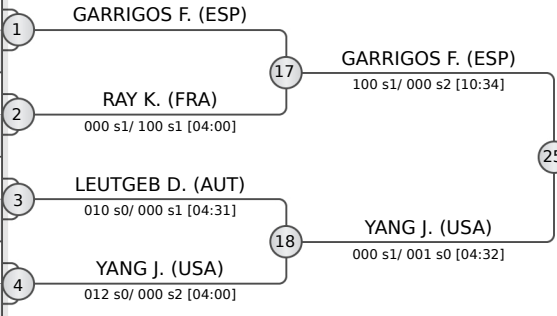 GARRIGOS F. (ESP)
1
GARRIGOS F. (ESP)
17
100 s1/ 000 s2 [10:34]
RAY K. (FRA)
2
000 s1/ 100 s1 [04:00]
25
LEUTGEB D. (AUT)
3
010 s0/ 000 s1 [04:31]
YANG J. (USA)
18
000 s1/ 001 s0 [04:32]
YANG J. (USA)
4
012 s0/ 000 s2 [04:00]